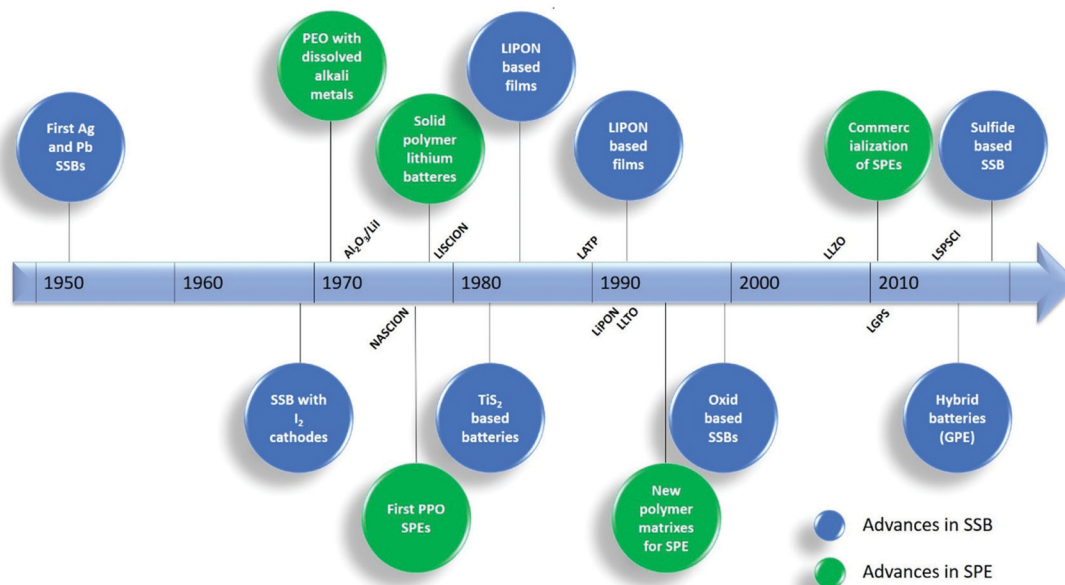 First Ag
and Pb
SSBs
PEO with
dissolved
alkali
metals
Solid
polymer
lithium
batteres
LIPON
based
films
LIPON
based
films
Commerc
ialization
of SPEs
Sulfide
based
SSB
Al₂O₃/LiI
LISCION
LATP
LLZO
LSPSCl
1950
1960
1970
1980
1990
2000
2010
NASCION
LiPON
LLTO
LGPS
SSB with
I₂
cathodes
First PPO
SPEs
TiS₂
based
batteries
New
polymer
matrixes
for SPE
Oxid
based
SSBs
Hybrid
batteries
(GPE)
Advances in SSB
Advances in SPE